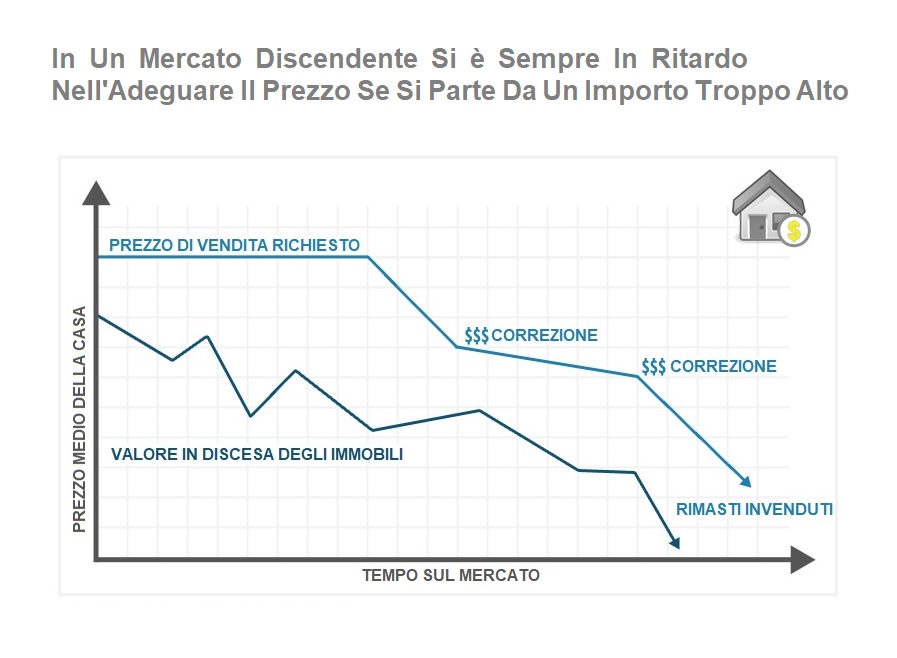 In Un Mercato Discendente Si è Sempre In Ritardo
Nell'Adeguare Il Prezzo Se Si Parte Da Un Importo Troppo Alto
$
PREZZO DI VENDITA RICHIESTO
$$$ CORREZIONE
$$$ CORREZIONE
PREZZO MEDIO DELLA CASA
VALORE IN DISCESA DEGLI IMMOBILI
RIMASTI INVENDUTI
TEMPO SUL MERCATO